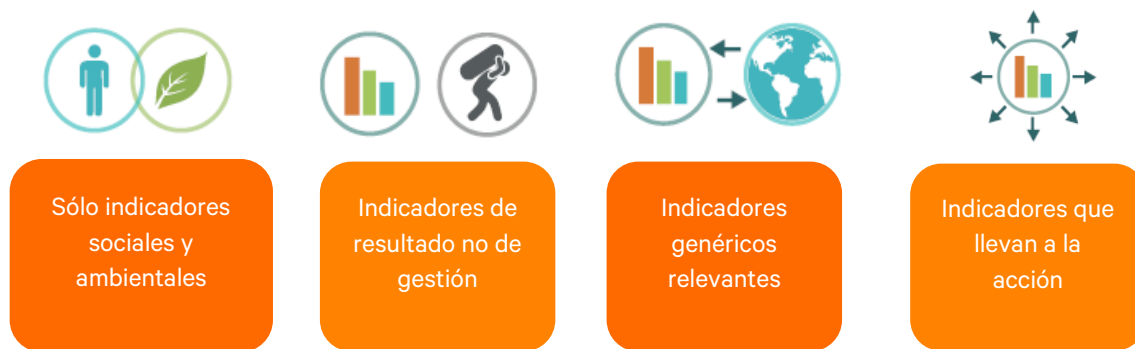 Sólo indicadores
sociales y
ambientales
Indicadores de
resultado no de
gestión
Indicadores
genéricos
relevantes
Indicadores que
llevan a la
acción